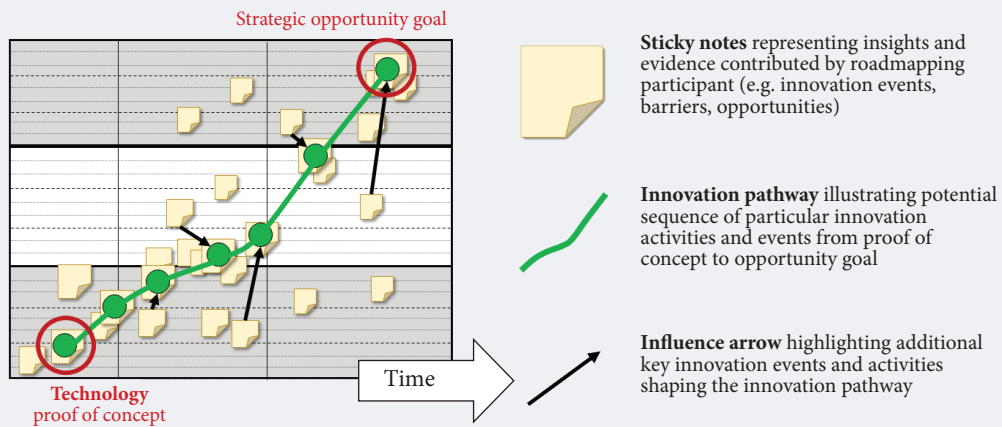 Strategic opportunity goal
Technology
proof of concept
Time
Sticky notes representing insights and
evidence contributed by roadmapping
participant (e.g. innovation events,
barriers, opportunities)
Innovation pathway illustrating potential
sequence of particular innovation
activities and events from proof of
concept to opportunity goal
Influence arrow highlighting additional
key innovation events and activities
shaping the innovation pathway